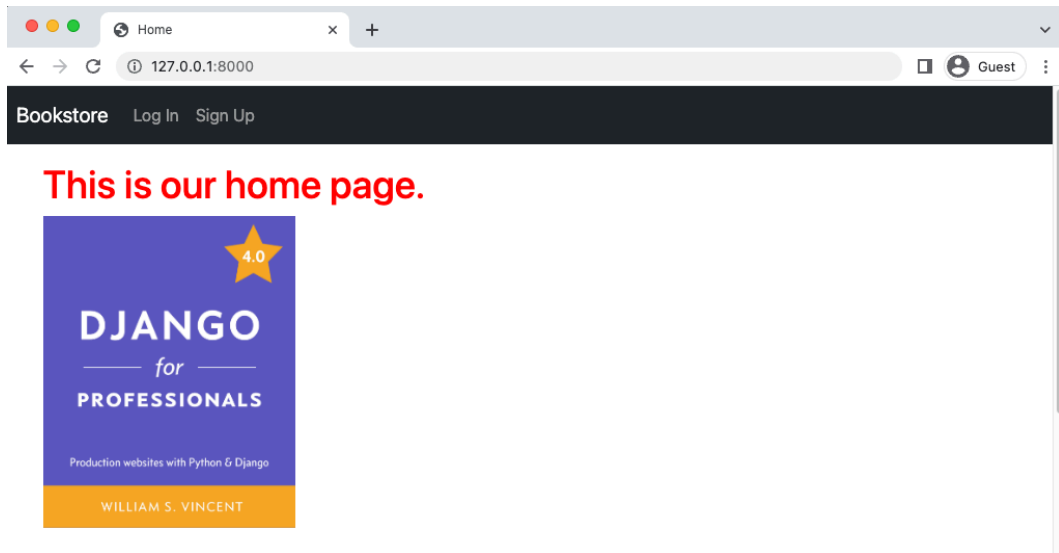 Home
127.0.0.1:8000
Guest
Bookstore Log In Sign Up
This is our home page.
4.0
DJANGO
for
PROFESSIONALS
Production websites with Python & Django
WILLIAM S. VINCENT